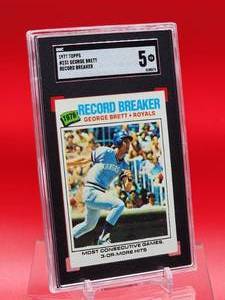 SGC
1977 TOPPS
#231 GEORGE BRETT
RECORD BREAKER
5
1976
RECORD BREAKER
GEORGE BRETT • ROYALS
MOST CONSECUTIVE GAMES,
3-OR-MORE HITS